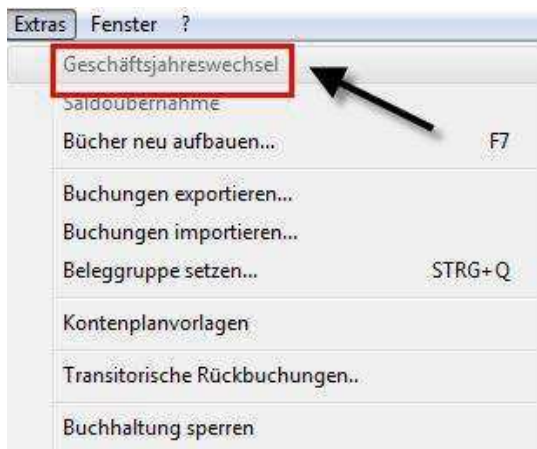 Extras Fenster ?
Geschäftsjahreswechsel
Saldoübernahme
Bücher neu aufbauen... F7
Buchungen exportieren...
Buchungen importieren...
Beleggruppe setzen... STRG+Q
Kontenplanvorlagen
Transitorische Rückbuchungen..
Buchhaltung sperren